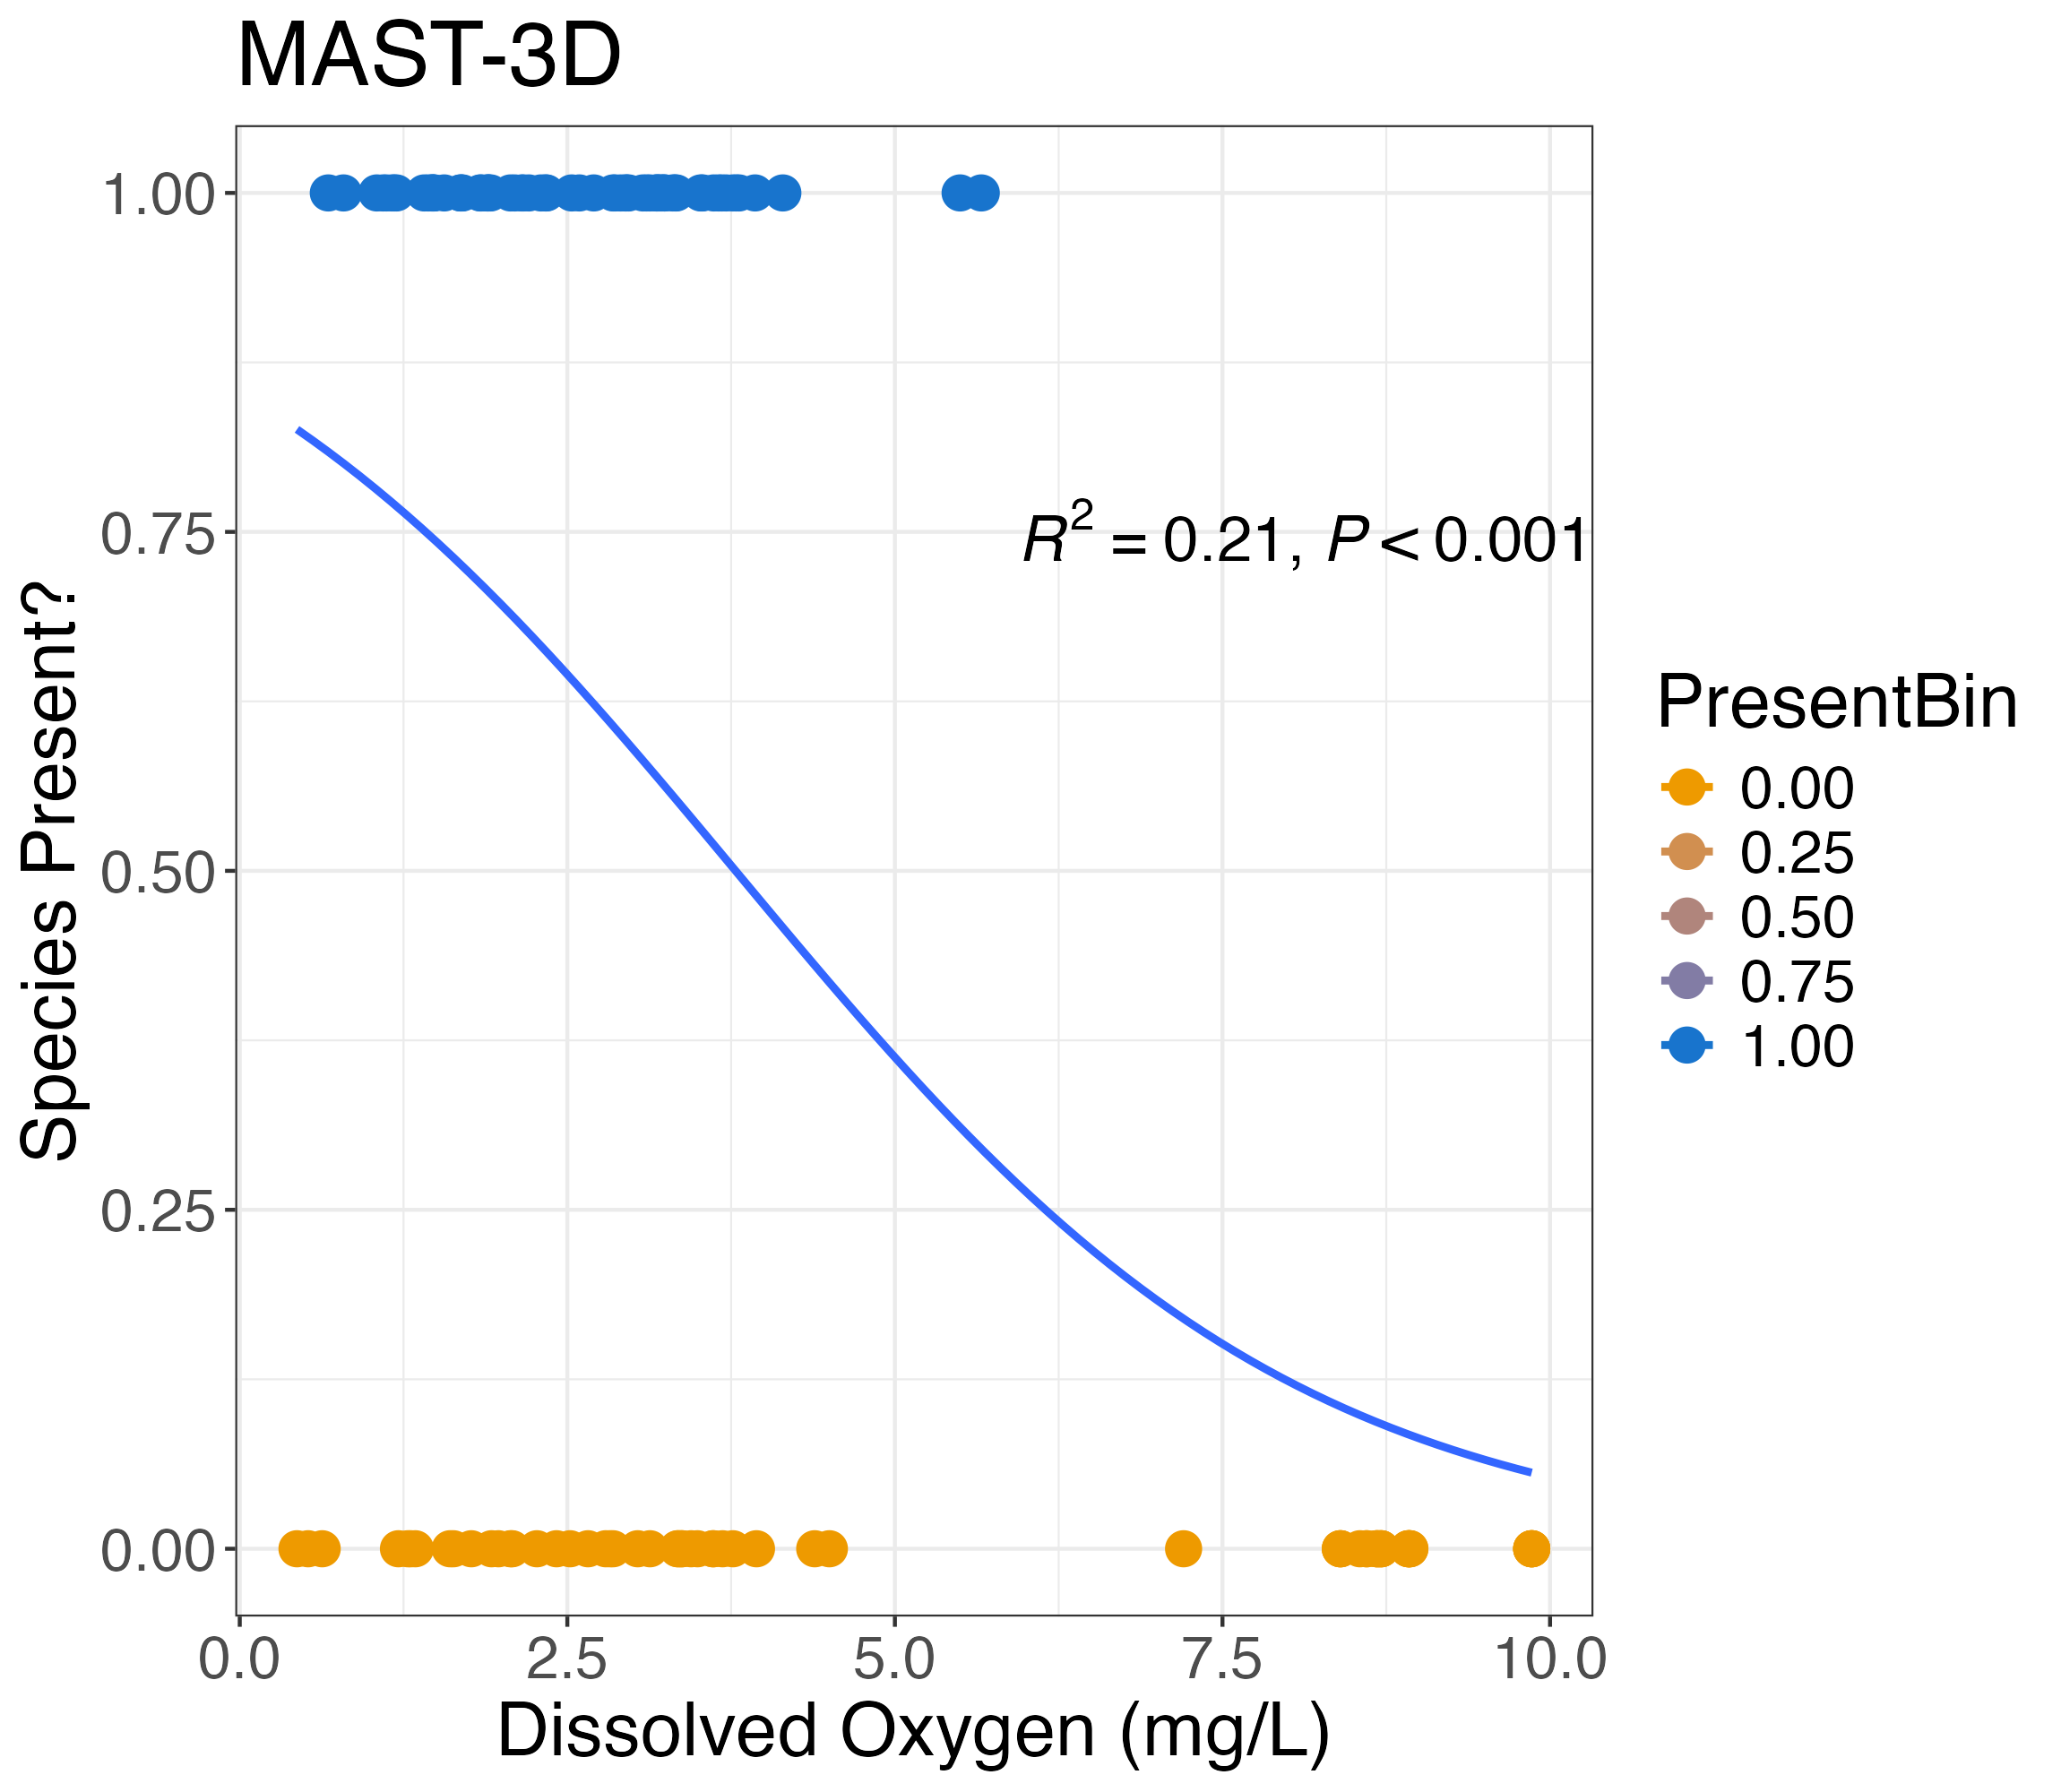 MAST-3D
1.00
0.75
0.50
0.25
0.00
Species Present?
R² = 0.21, P < 0.001
0.0 2.5 5.0 7.5 10.0
Dissolved Oxygen (mg/L)
PresentBin
0.00
0.25
0.50
0.75
1.00